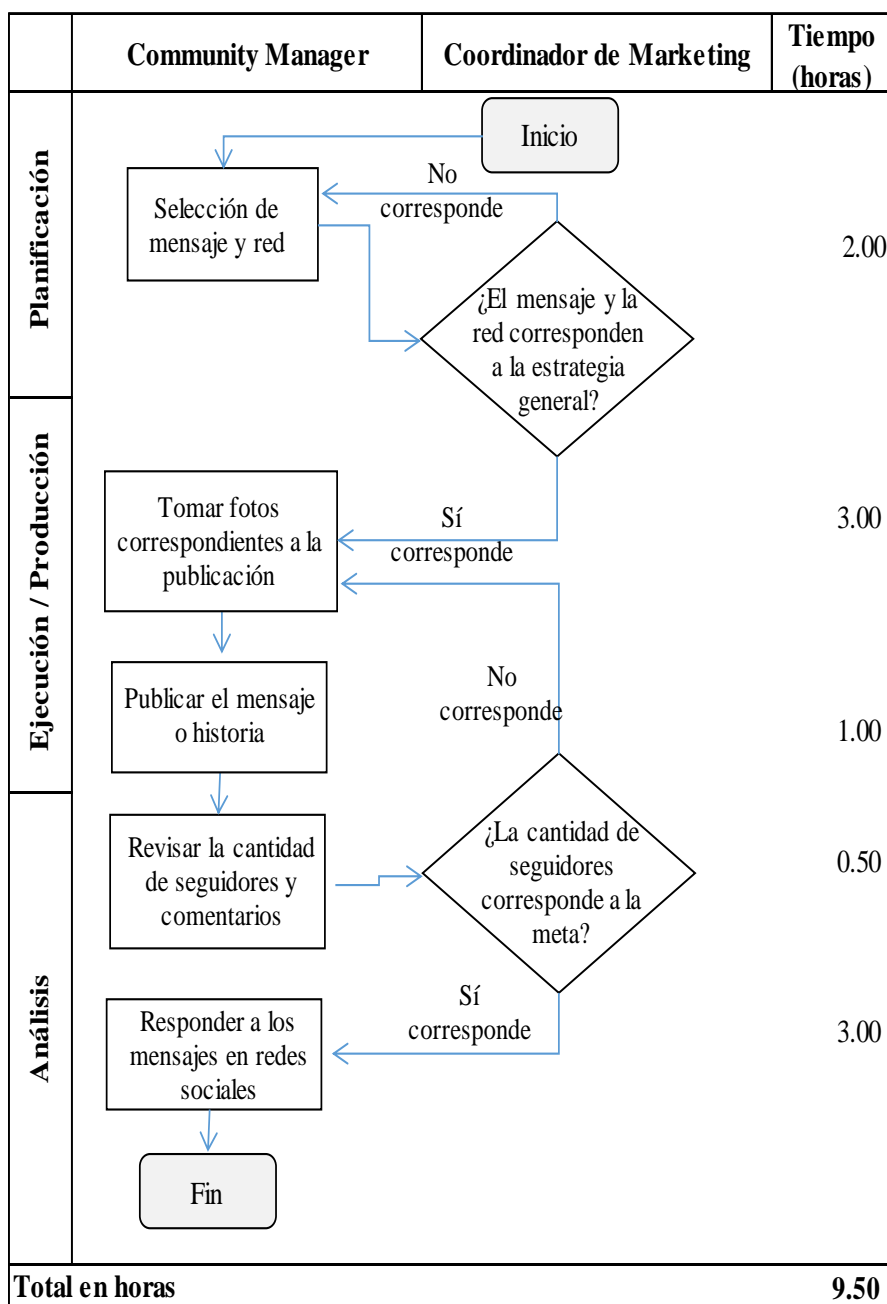 Community Manager
Coordinador de Marketing
Tiempo
(horas)
Planificación
Inicio
No
corresponde
Selección de
mensaje y red
2.00
¿El mensaje y la
red corresponden
a la estrategia
general?
Ejecución / Producción
Tomar fotos
correspondientes a la
publicación
Sí
corresponde
3.00
Publicar el mensaje
o historia
No
corresponde
1.00
Análisis
Revisar la cantidad
de seguidores y
comentarios
¿La cantidad de
seguidores
corresponde a la
meta?
0.50
Responder a los
mensajes en redes
sociales
Sí
corresponde
3.00
Fin
Total en horas
9.50